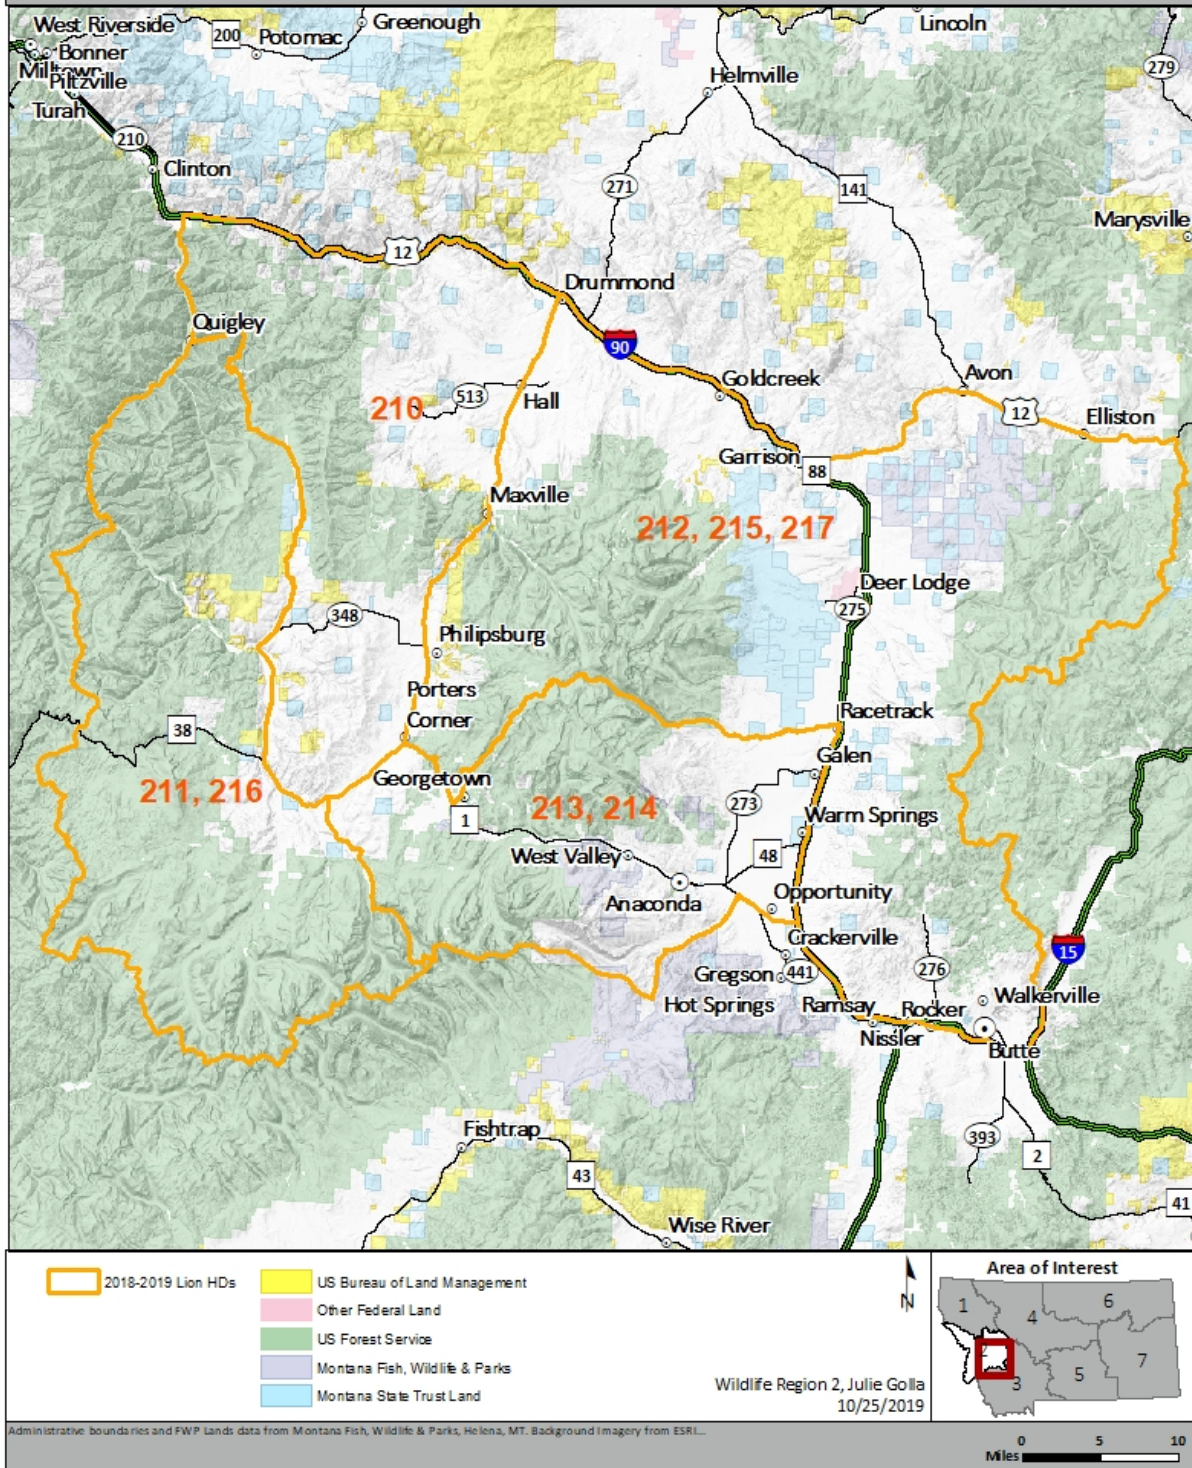 West Riverside
200
Greenough
Potomac
Lincoln
Bonner
Milltown
Piltzville
Turah
Helmville
279
210
Clinton
271
141
Marysville
12
Drummond
Quigley
90
Goldcreek
Avon
210
513
Hall
12
Elliston
Garrison
88
Maxville
212, 215, 217
Deer Lodge
275
348
Philipsburg
Porters
Corner
38
Racetrack
Galen
Georgetown
211, 216
213, 214
273
1
Warm Springs
West Valley
48
Anaconda
Opportunity
Crackerville
15
Gregson
441
276
Hot Springs
Ramsay
Rocker
Walkerville
Nissler
Butte
Fishtrap
393
2
43
41
Wise River
2018-2019 Lion HDs
US Bureau of Land Management
Other Federal Land
US Forest Service
Montana Fish, Wildlife & Parks
Montana State Trust Land
N
Wildlife Region 2, Julie Golla
10/25/2019
Area of Interest
1
4
6
2
3
5
7
Administrative boundaries and FWP Lands data from Montana Fish, Wildlife & Parks, Helena, MT. Background Imagery from ESRI...
0 5 10
Miles